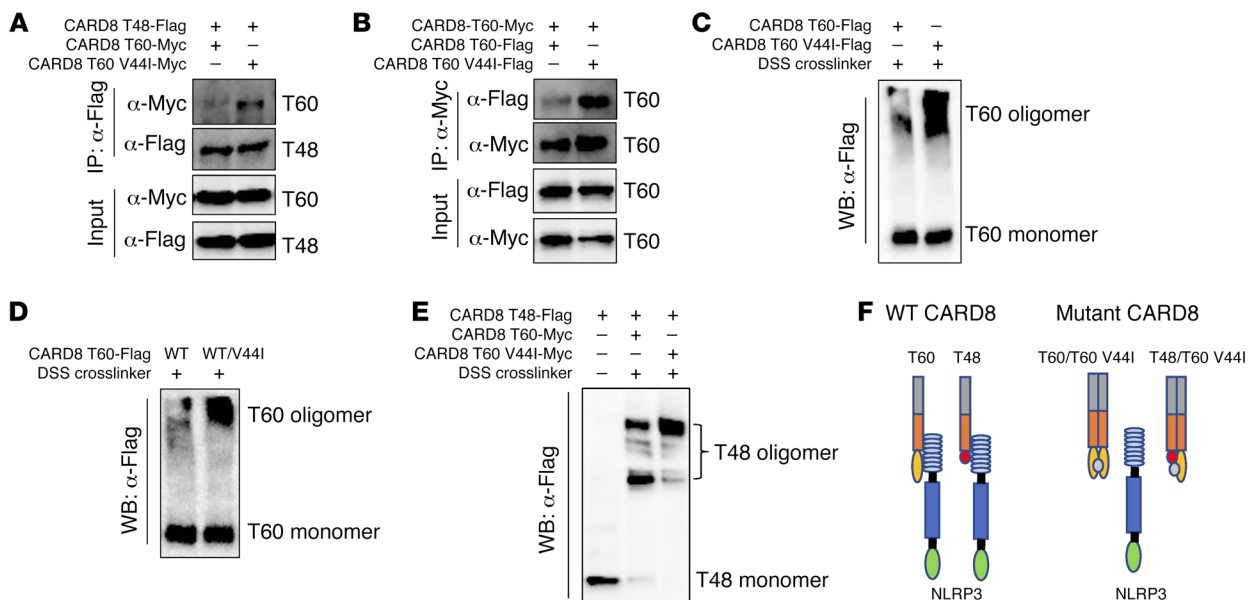 A
CARD8 T48-Flag + +
CARD8 T60-Myc + –
CARD8 T60 V44I-Myc – +
IP: α-Flag
α-Myc T60
α-Flag T48
Input
α-Myc T60
α-Flag T48
B
CARD8-T60-Myc + +
CARD8 T60-Flag + –
CARD8 T60 V44I-Flag – +
IP: α-Myc
α-Flag T60
α-Myc T60
Input
α-Flag T60
α-Myc T60
C
CARD8 T60-Flag + –
CARD8 T60 V44I-Flag – +
DSS crosslinker + +
WB: α-Flag
T60 oligomer
T60 monomer
D
CARD8 T60-Flag WT WT/V44I
DSS crosslinker + +
WB: α-Flag
T60 oligomer
T60 monomer
E
CARD8 T48-Flag + + +
CARD8 T60-Myc – + –
CARD8 T60 V44I-Myc – – +
DSS crosslinker – + +
WB: α-Flag
T48 oligomer
T48 monomer
F
WT CARD8 Mutant CARD8
T60 T48 T60/T60 V44I T48/T60 V44I
NLRP3 NLRP3